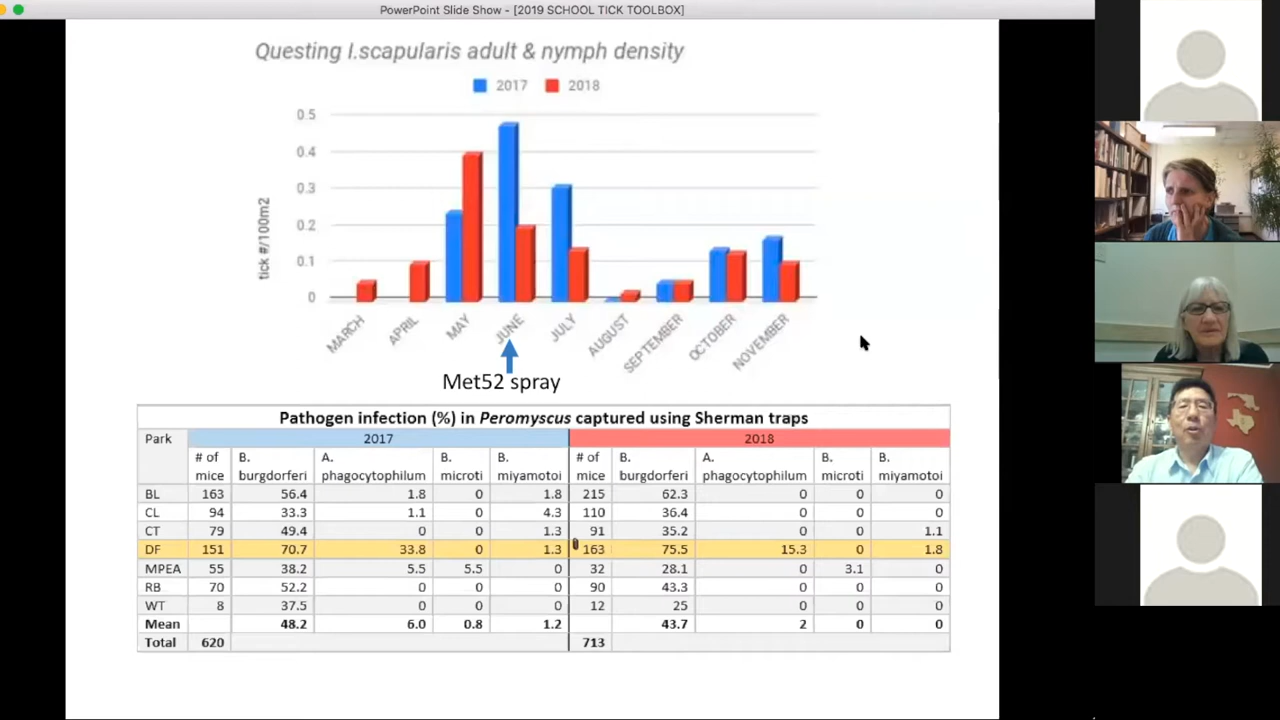 PowerPoint Slide Show - [2019 SCHOOL TICK TOOLBOX]
Questing I.scapularis adult & nymph density
2017 2018
0.5
0.4
0.3
0.2
0.1
0
tick #/100m2
MARCH APRIL MAY JUNE JULY AUGUST SEPTEMBER OCTOBER NOVEMBER
Met52 spray
Pathogen infection (%) in Peromyscus captured using Sherman traps
Park 2017 2018
# of B. A. B. B. # of B. A. B. B.
mice burgdorferi phagocytophilum microti miyamotoi mice burgdorferi phagocytophilum microti miyamotoi
BL 163 56.4 1.8 0 1.8 215 62.3 0 0 0
CL 94 33.3 1.1 0 4.3 110 36.4 0 0 0
CT 79 49.4 0 0 1.3 91 35.2 0 0 1.1
DF 151 70.7 33.8 0 1.3 163 75.5 15.3 0 1.8
MPEA 55 38.2 5.5 5.5 0 32 28.1 0 3.1 0
RB 70 52.2 0 0 0 90 43.3 0 0 0
WT 8 37.5 0 0 0 12 25 0 0 0
Mean 48.2 6.0 0.8 1.2 43.7 2 0 0
Total 620 713